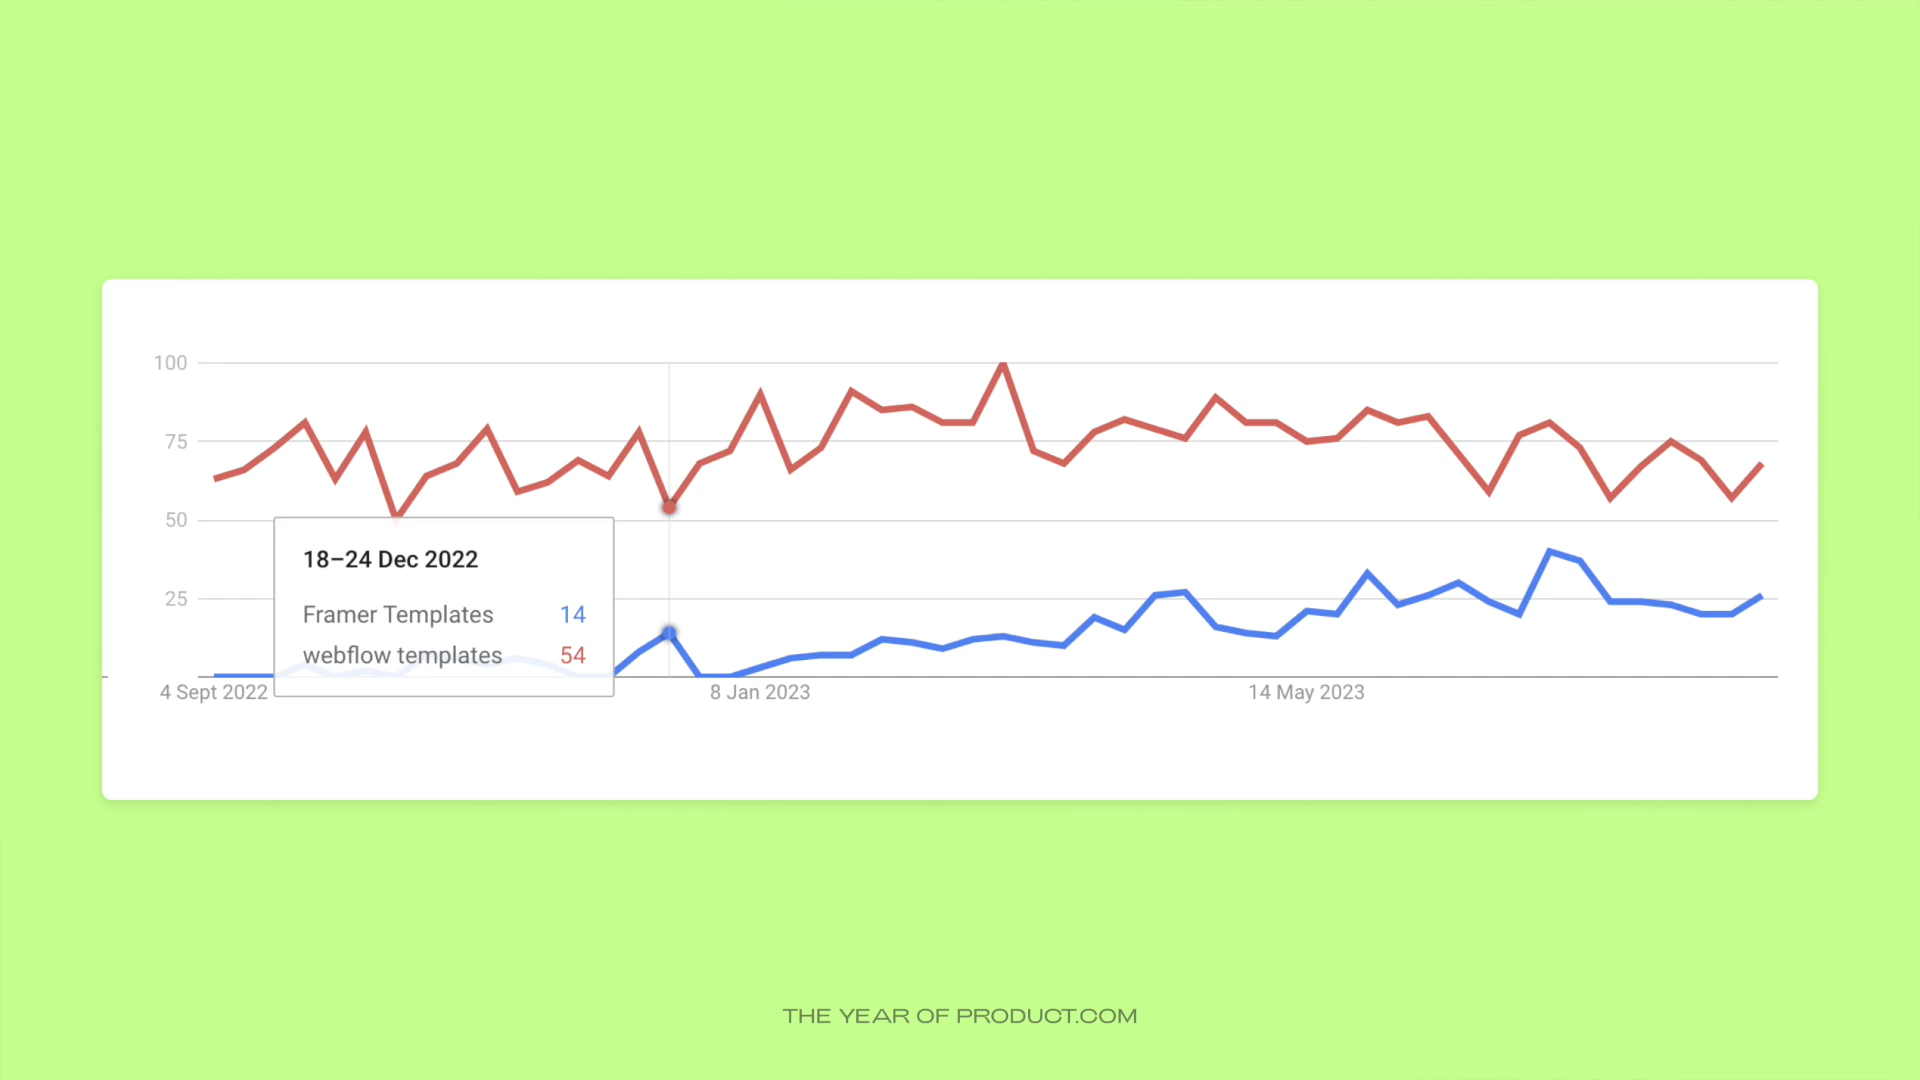 100
75
50
25
18–24 Dec 2022
Framer Templates 14
webflow templates 54
4 Sept 2022 8 Jan 2023 14 May 2023
THE YEAR OF PRODUCT.COM